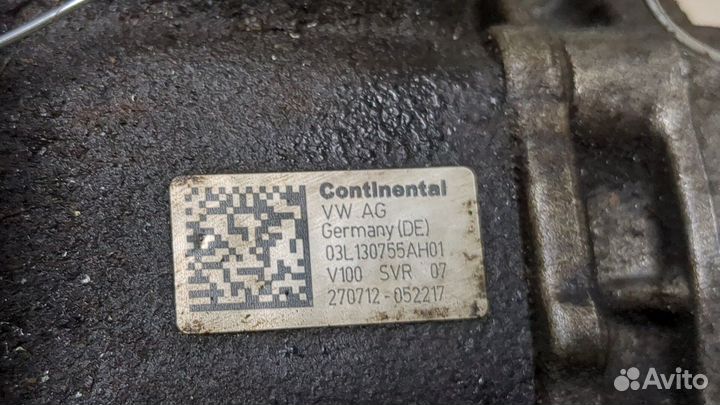 Continental
VW AG
Germany (DE)
03L130755AH01
V100 SVR 07
270712-052217
Avito